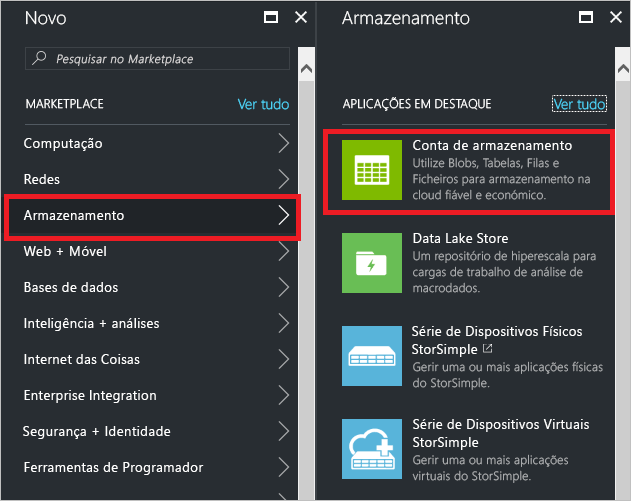 Novo
Pesquisar no Marketplace
MARKETPLACE Ver tudo
Computação
Redes
Armazenamento
Web + Móvel
Bases de dados
Inteligência + análises
Internet das Coisas
Enterprise Integration
Segurança + Identidade
Ferramentas de Programador
Armazenamento
APLICAÇÕES EM DESTAQUE Ver tudo
Conta de armazenamento
Utilize Blobs, Tabelas, Filas e
Ficheiros para armazenamento na
cloud fiável e económico.
Data Lake Store
Um repositório de hiperescala para
cargas de trabalho de análise de
macrodados.
Série de Dispositivos Físicos
StorSimple
Gerir uma ou mais aplicações físicas
do StorSimple.
Série de Dispositivos Virtuais
StorSimple
Gerir uma ou mais aplicações
virtuais do StorSimple.